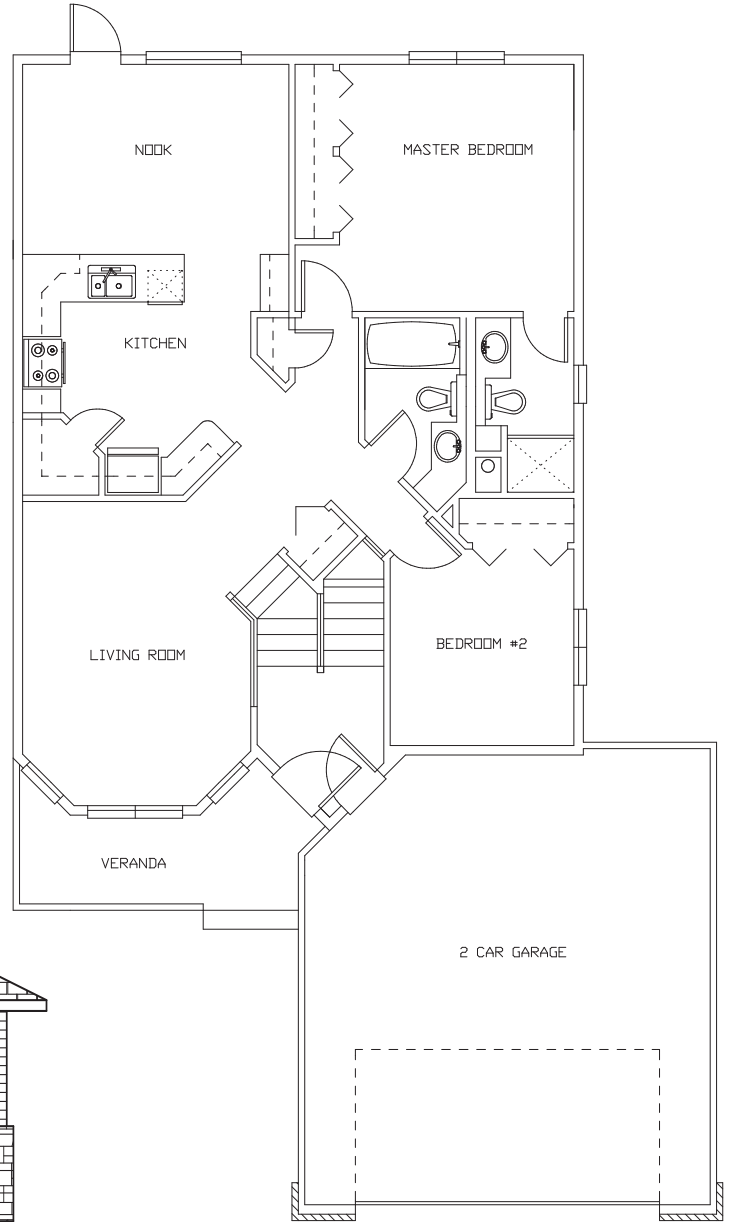 NOOK
MASTER BEDROOM
KITCHEN
LIVING ROOM
BEDROOM #2
VERANDA
2 CAR GARAGE